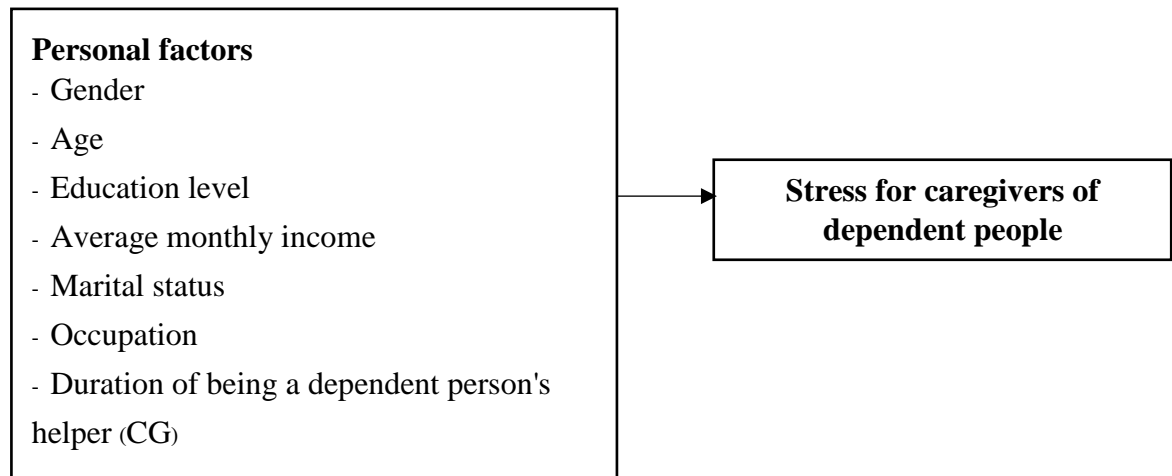 Personal factors
- Gender
- Age
- Education level
- Average monthly income
- Marital status
- Occupation
- Duration of being a dependent person's
helper (CG)
Stress for caregivers of
dependent people